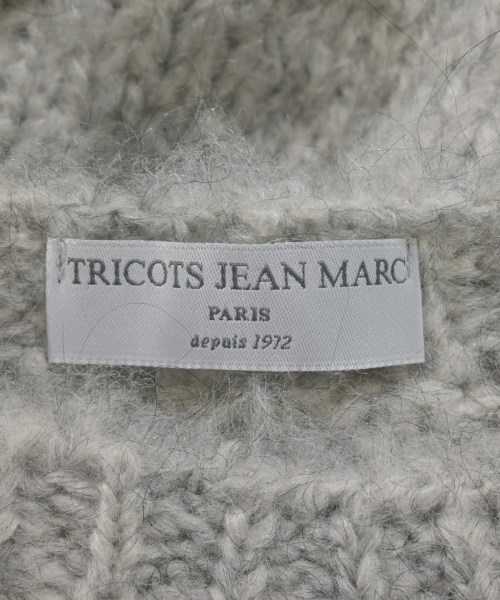 TRICOTS JEAN MARC
PARIS
depuis 1972